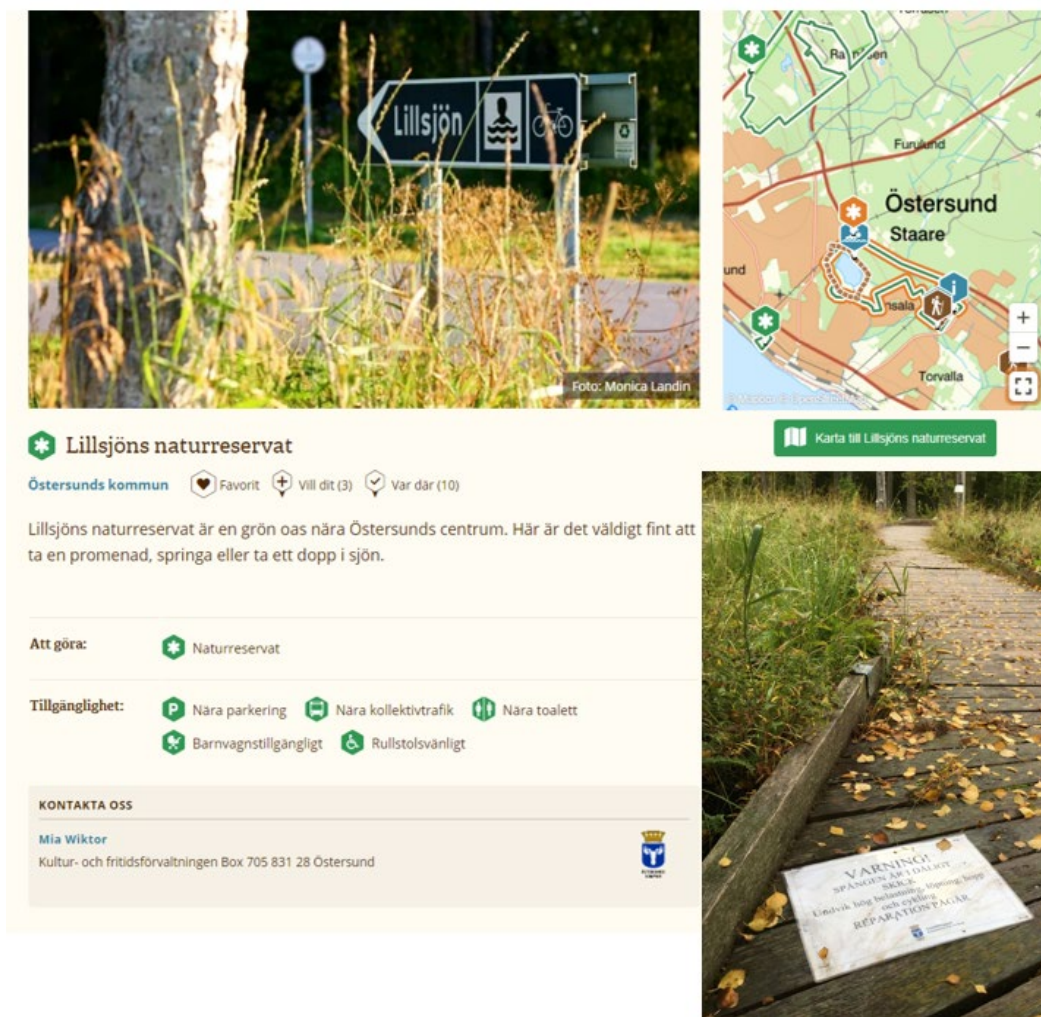 Lillsjön
Foto: Monica Landin
Furulund
Östersund
Staare
und
nsala
Torvalla
+
−
Karta till Lillsjöns naturreservat
Lillsjöns naturreservat
Östersunds kommun Favorit Vill dit (3) Var där (10)
Lillsjöns naturreservat är en grön oas nära Östersunds centrum. Här är det väldigt fint att
ta en promenad, springa eller ta ett dopp i sjön.
Att göra: Naturreservat
Tillgänglighet: P Nära parkering Nära kollektivtrafik Nära toalett
Barnvagnstillgängligt Rullstolsvänligt
KONTAKTA OSS
Mia Wiktor
Kultur- och fritidsförvaltningen Box 705 831 28 Östersund
VARNING!
SPÅNGEN ÄR I DÅLIGT
SKICK
Undvik hög belastning, löpning, hopp
och cykling
REPARATION PÅGÅR